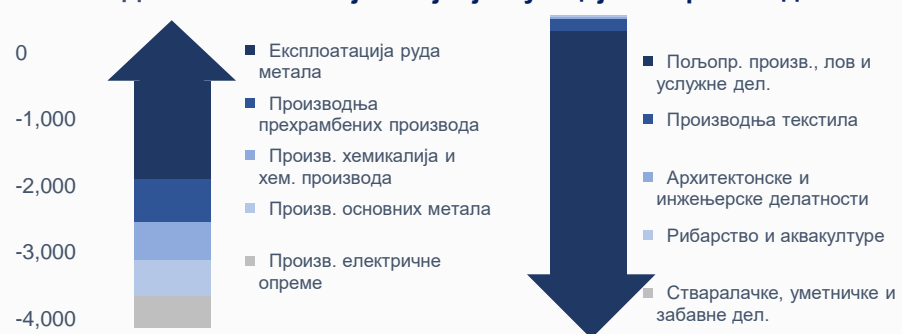 0
-1,000
-2,000
-3,000
-4,000
Експлоатација руда
метала
Производња
прехрамбених производа
Произв. хемикалија и
хем. производа
Произв. основних метала
Произв. електричне
опреме
Пољопр. произв., лов и
услужне дел.
Производња текстила
Архитектонске и
инжењерске делатности
Рибарство и аквакултуре
Стваралачке, уметничке и
забавне дел.